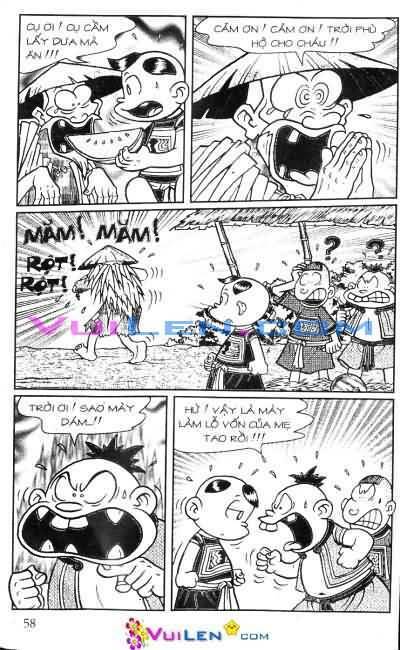 CỤ ƠI! CỤ CẦM
LẤY DƯA MÀ
ĂN!!!
CẢM ƠN! CẢM ƠN! TRỜI PHÙ
HỘ CHO CHÁU!!
MĂM! MĂM!
RỘT!
RỘT!
?
?
VUILEN.COM
TRỜI ƠI! SAO MÀY
DÁM...!!
HỨ! VẬY LÀ MÀY
LÀM LỖ VỐN CỦA MẸ
TAO RỒI!!!
58
VUILEN.COM